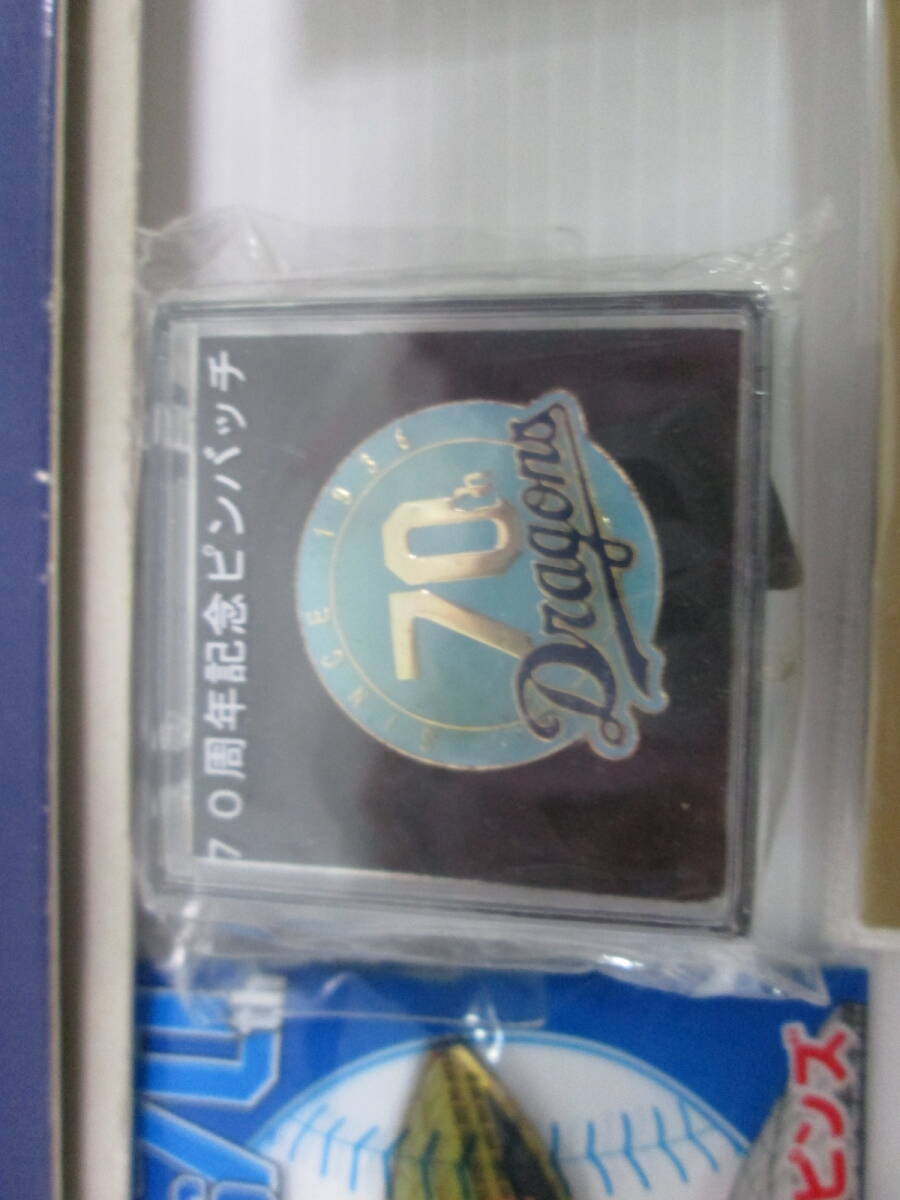 70周年記念ピンバッチ
SINCE 1936
70th
Dragons
ピンズ